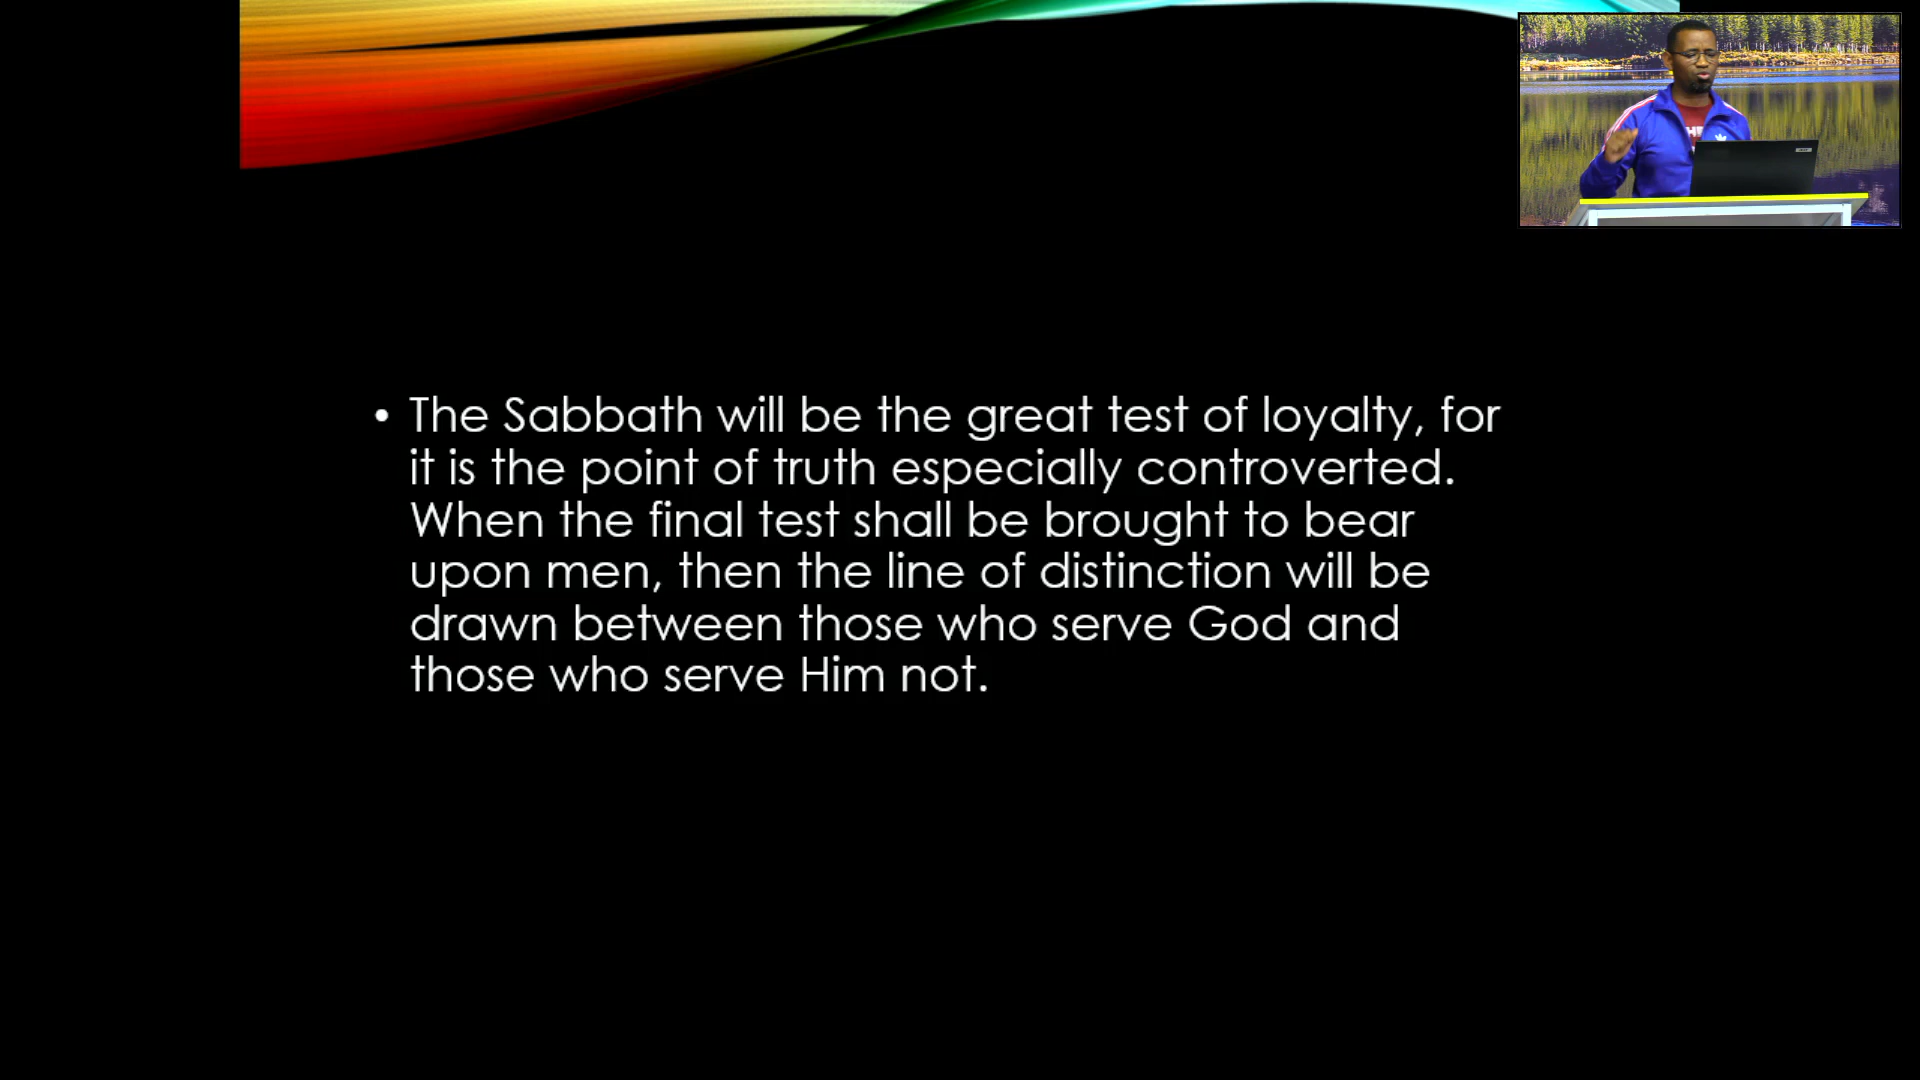 • The Sabbath will be the great test of loyalty, for
it is the point of truth especially controverted.
When the final test shall be brought to bear
upon men, then the line of distinction will be
drawn between those who serve God and
those who serve Him not.